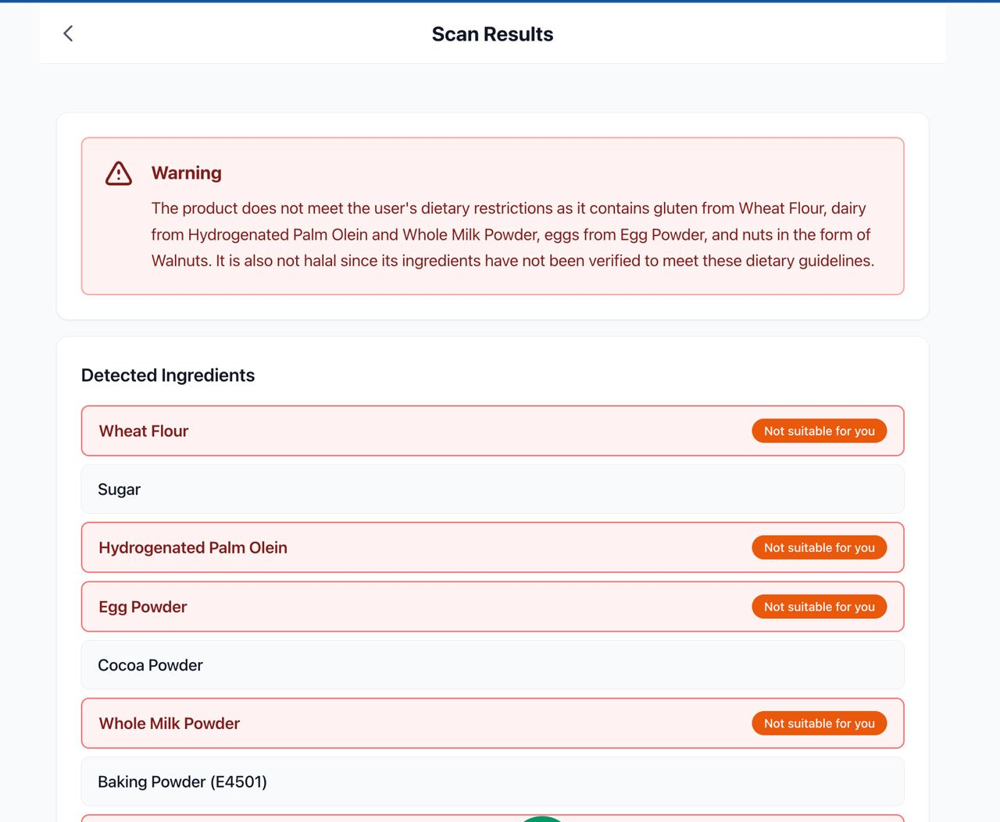 Scan Results
Warning
The product does not meet the user's dietary restrictions as it contains gluten from Wheat Flour, dairy
from Hydrogenated Palm Olein and Whole Milk Powder, eggs from Egg Powder, and nuts in the form of
Walnuts. It is also not halal since its ingredients have not been verified to meet these dietary guidelines.
Detected Ingredients
Wheat Flour
Not suitable for you
Sugar
Hydrogenated Palm Olein
Not suitable for you
Egg Powder
Not suitable for you
Cocoa Powder
Whole Milk Powder
Not suitable for you
Baking Powder (E4501)